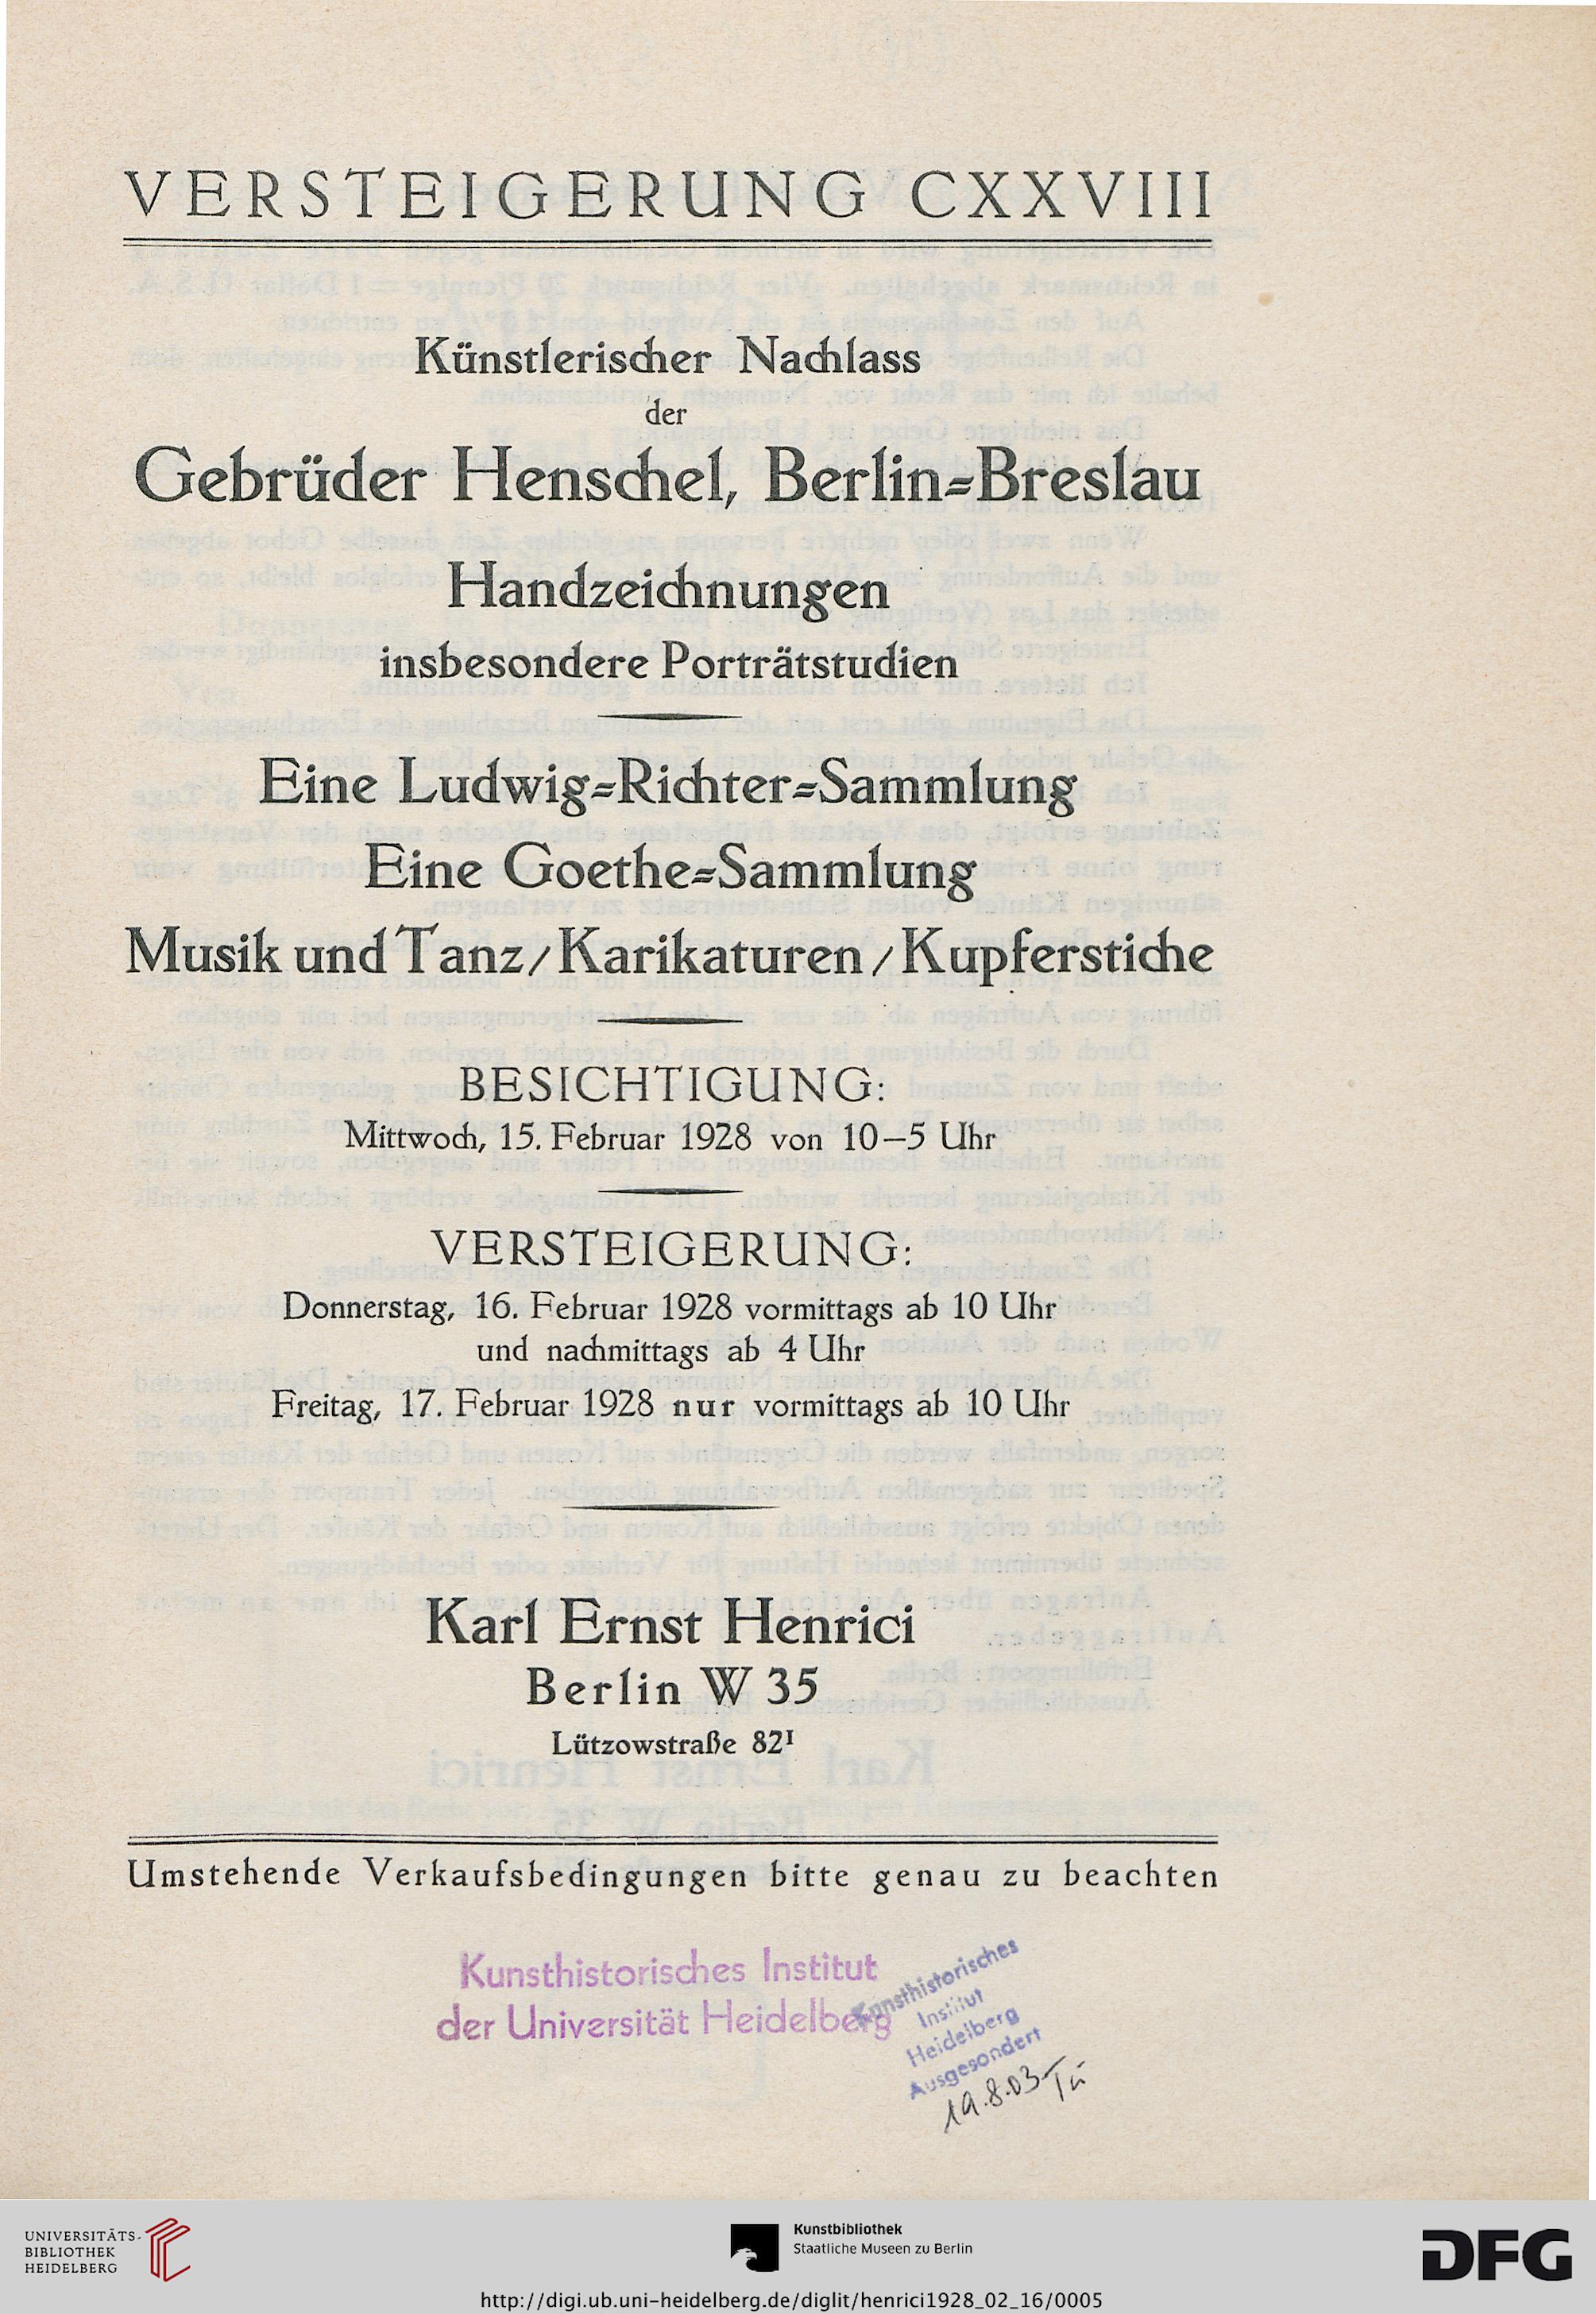 VERSTEIGERUNG CXXVIII
Künstlerischer Nachlass
der
Gebrüder Henschel, Berlin=Breslau
Handzeichnungen
insbesondere Porträtstudien
Eine Ludwig=Richter=Sammlung
Eine Goethe=Sammlung
Musik und Tanz / Karikaturen / Kupferstiche
BESICHTIGUNG:
Mittwoch, 15. Februar 1928 von 10–5 Uhr
VERSTEIGERUNG:
Donnerstag, 16. Februar 1928 vormittags ab 10 Uhr
und nachmittags ab 4 Uhr
Freitag, 17. Februar 1928 nur vormittags ab 10 Uhr
Karl Ernst Henrici
Berlin W 35
Lützowstraße 82ᴵ
Umstehende Verkaufsbedingungen bitte genau zu beachten
Kunsthistorisches Institut
der Universität Heidelberg
Kunsthistorisches
Institut
Heidelberg
Ausgesondert
19.8.03 Tü
UNIVERSITÄTS-
BIBLIOTHEK
HEIDELBERG
Kunstbibliothek
Staatliche Museen zu Berlin
DFG
http://digi.ub.uni-heidelberg.de/diglit/henrici1928_02_16/0005